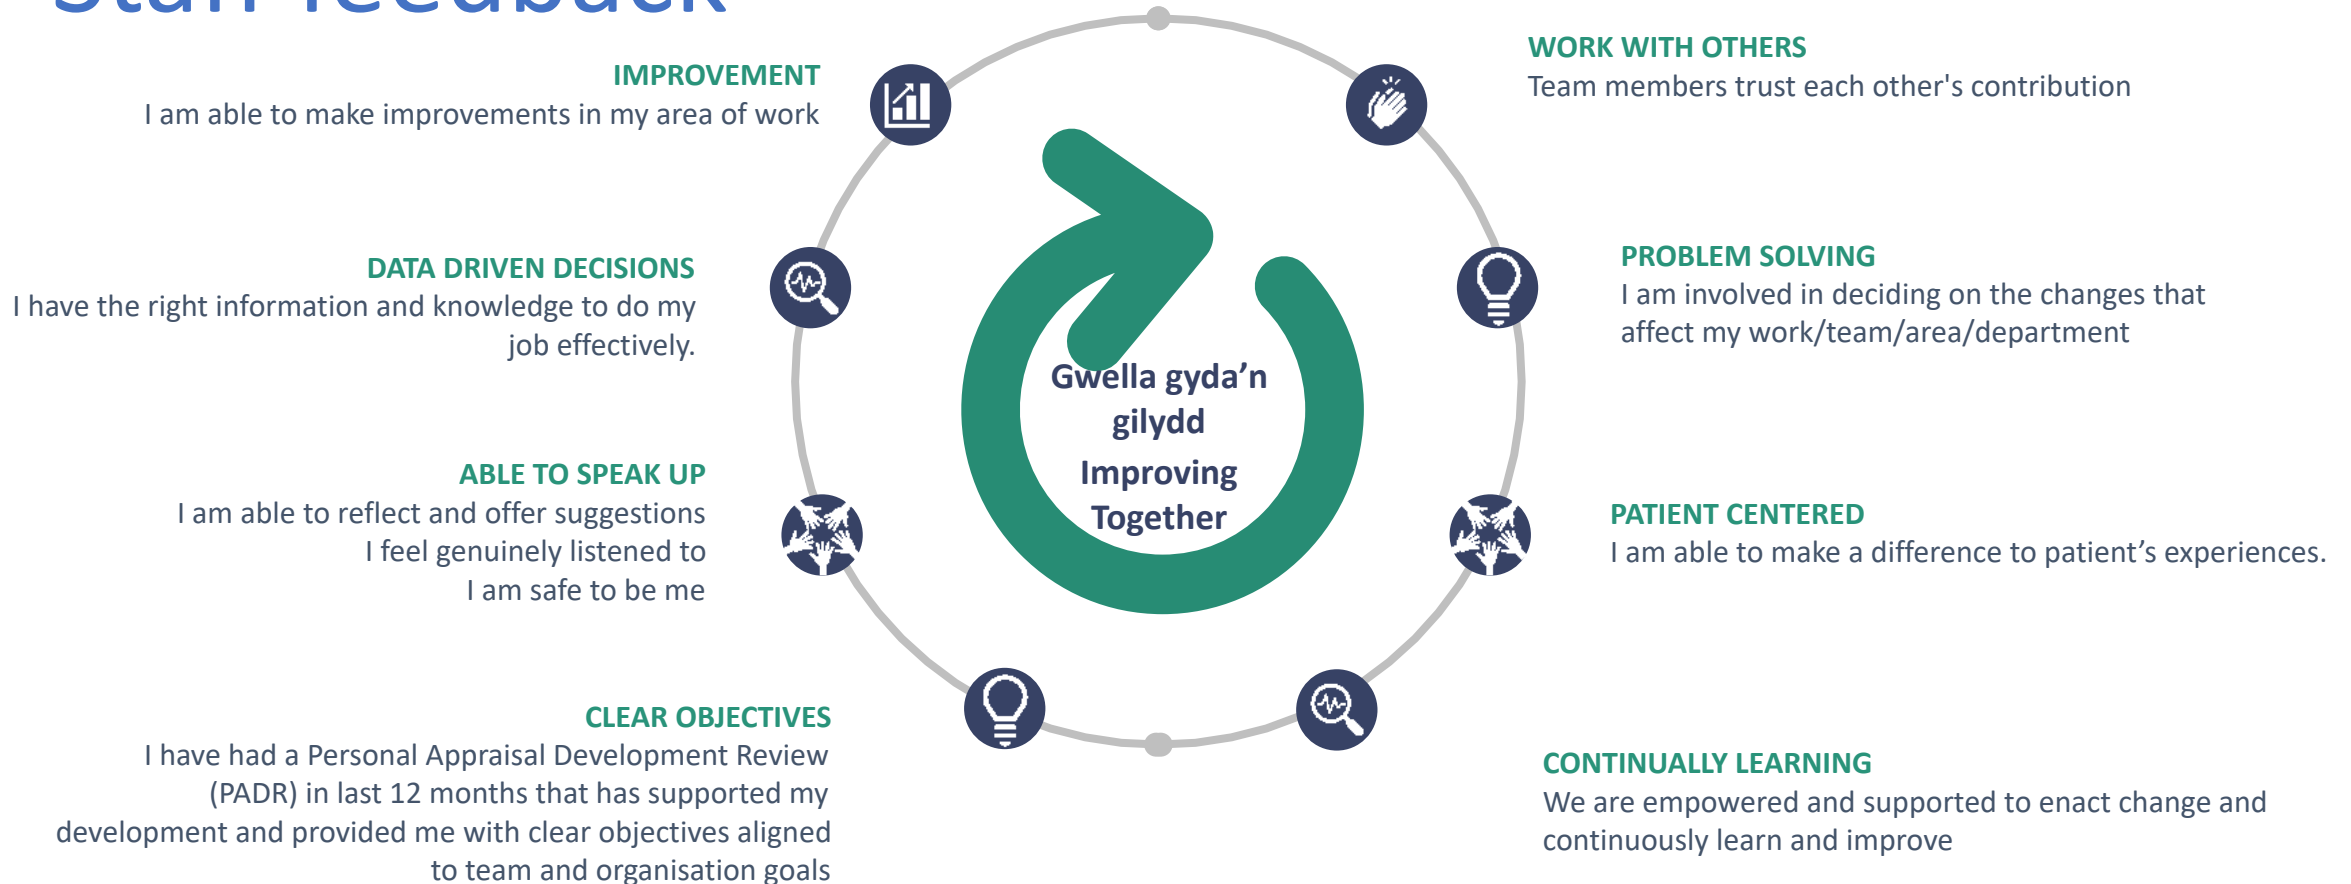 Staff feedback
IMPROVEMENT
I am able to make improvements in my area of work
DATA DRIVEN DECISIONS
I have the right information and knowledge to do my
job effectively.
ABLE TO SPEAK UP
I am able to reflect and offer suggestions
I feel genuinely listened to
I am safe to be me
CLEAR OBJECTIVES
I have had a Personal Appraisal Development Review
(PADR) in last 12 months that has supported my
development and provided me with clear objectives aligned
to team and organisation goals
Gwella gyda’n
gilydd
Improving
Together
WORK WITH OTHERS
Team members trust each other's contribution
PROBLEM SOLVING
I am involved in deciding on the changes that
affect my work/team/area/department
PATIENT CENTERED
I am able to make a difference to patient’s experiences.
CONTINUALLY LEARNING
We are empowered and supported to enact change and
continuously learn and improve